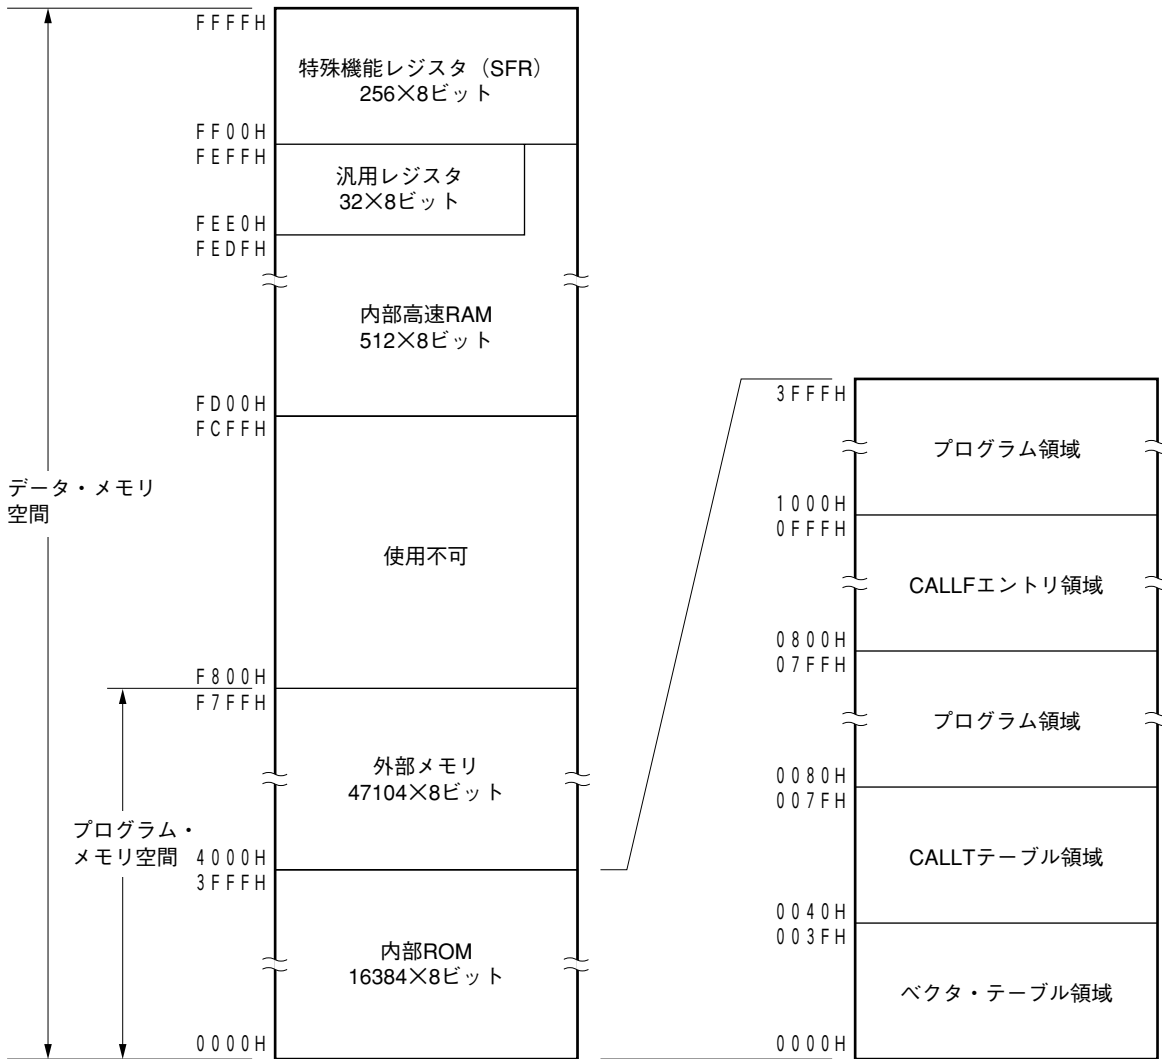 FFFFH
特殊機能レジスタ（SFR）
256×8ビット
FF00H
FEFFH
汎用レジスタ
32×8ビット
FEE0H
FEDFH
内部高速RAM
512×8ビット
FD00H
FCFFH
データ・メモリ
空間
使用不可
F800H
F7FFH
外部メモリ
47104×8ビット
プログラム・
メモリ空間
4000H
3FFFH
内部ROM
16384×8ビット
0000H
3FFFH
プログラム領域
1000H
0FFFH
CALLFエントリ領域
0800H
07FFH
プログラム領域
0080H
007FH
CALLTテーブル領域
0040H
003FH
ベクタ・テーブル領域
0000H